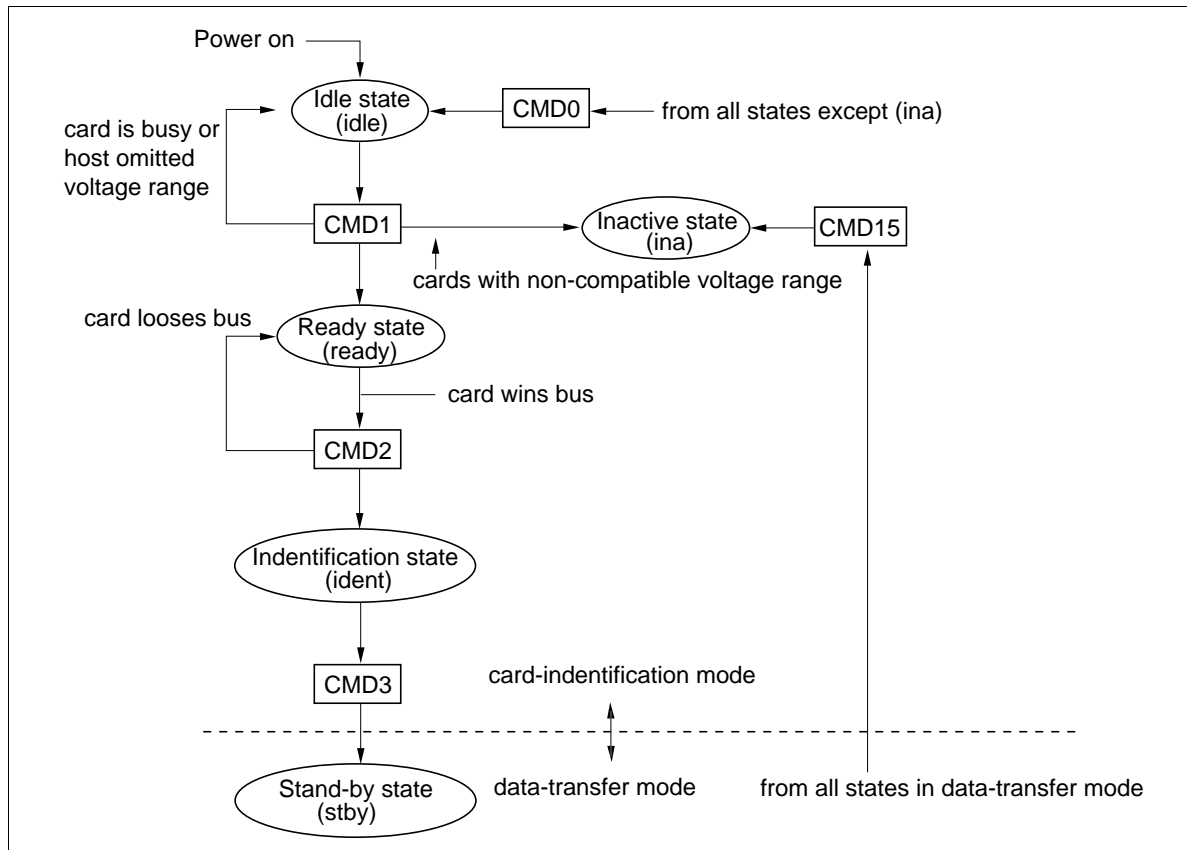 Power on
Idle state
(idle)
CMD0
from all states except (ina)
card is busy or
host omitted
voltage range
CMD1
Inactive state
(ina)
CMD15
cards with non-compatible voltage range
card looses bus
Ready state
(ready)
card wins bus
CMD2
Indentification state
(ident)
CMD3
card-indentification mode
data-transfer mode
from all states in data-transfer mode
Stand-by state
(stby)